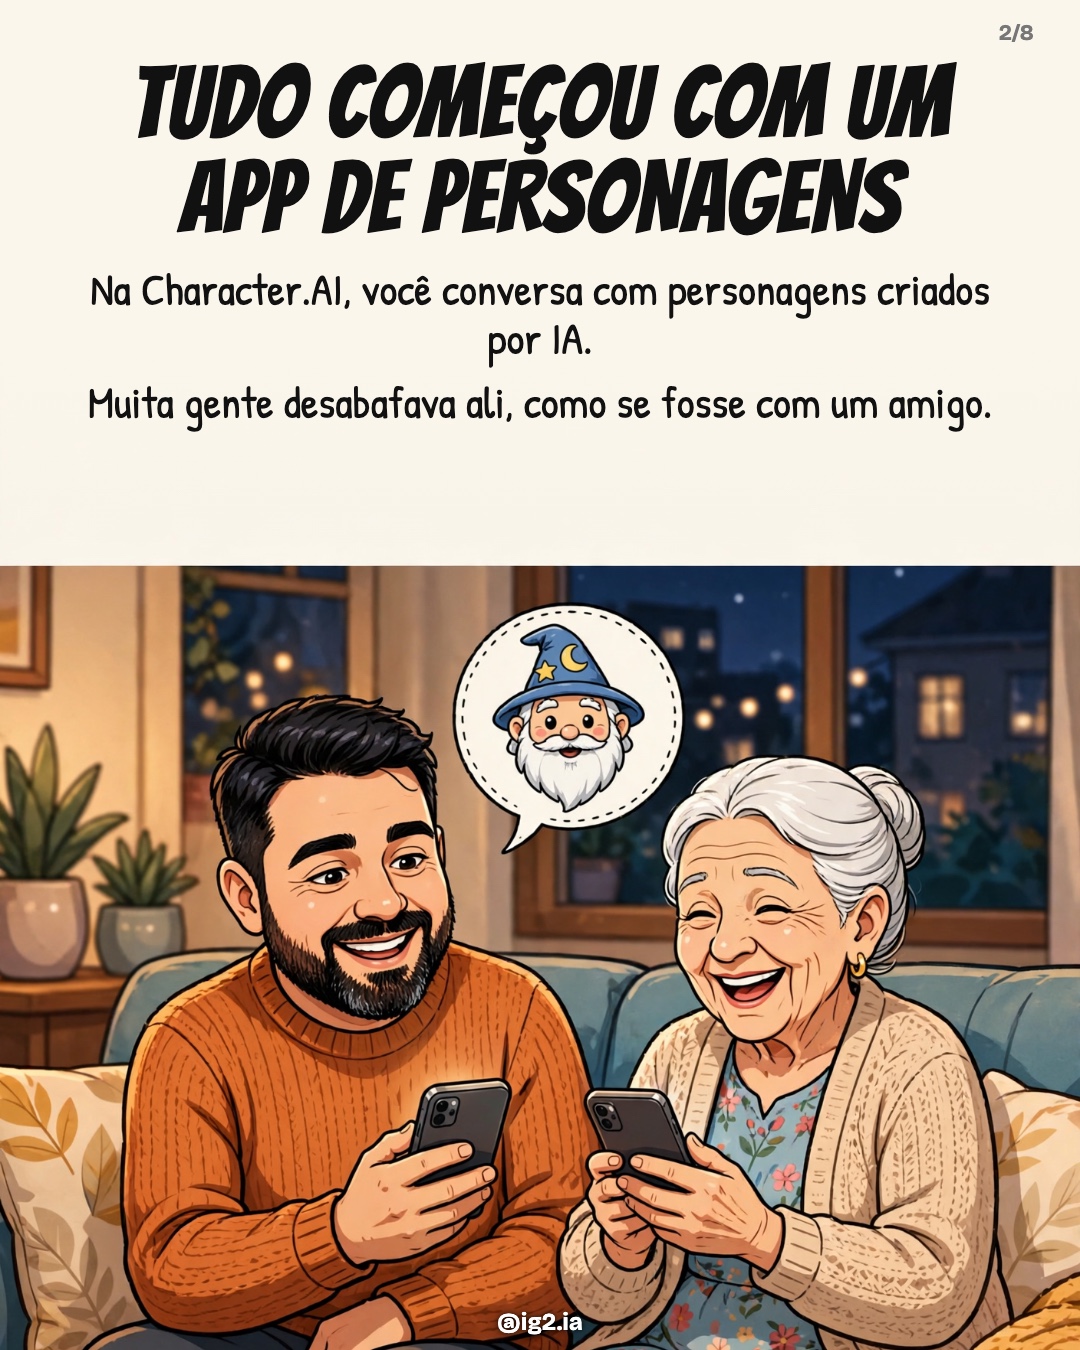 2/8
TUDO COMEÇOU COM UM
APP DE PERSONAGENS
Na Character.AI, você conversa com personagens criados
por IA.
Muita gente desabafava ali, como se fosse com um amigo.
@ig2.ia